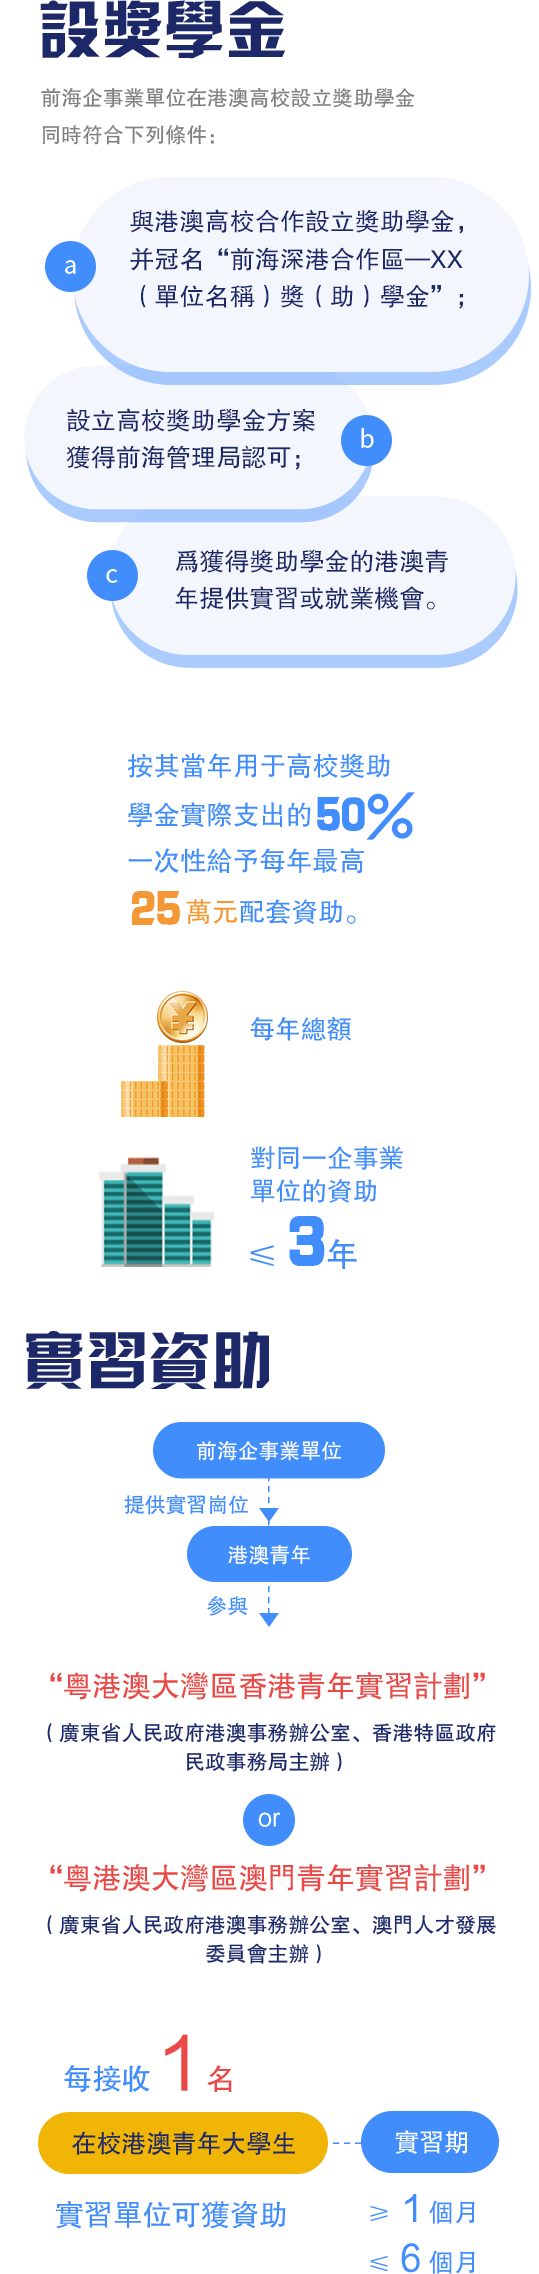 設獎學金
前海企事業單位在港澳高校設立獎助學金
同時符合下列條件：
a
與港澳高校合作設立獎助學金，
并冠名“前海深港合作區—XX
（單位名稱）獎（助）學金”；
設立高校獎助學金方案
獲得前海管理局認可；
b
c
爲獲得獎助學金的港澳青
年提供實習或就業機會。
按其當年用于高校獎助
學金實際支出的50%
一次性給予每年最高
25萬元配套資助。
¥
每年總額
對同一企事業
單位的資助
≤ 3年
實習資助
前海企事業單位
提供實習崗位
港澳青年
參與
“粵港澳大灣區香港青年實習計劃”
（廣東省人民政府港澳事務辦公室、香港特區政府
民政事務局主辦）
or
“粵港澳大灣區澳門青年實習計劃”
（廣東省人民政府港澳事務辦公室、澳門人才發展
委員會主辦）
每接收 1 名
在校港澳青年大學生
實習期
實習單位可獲資助
≥ 1 個月
≤ 6 個月